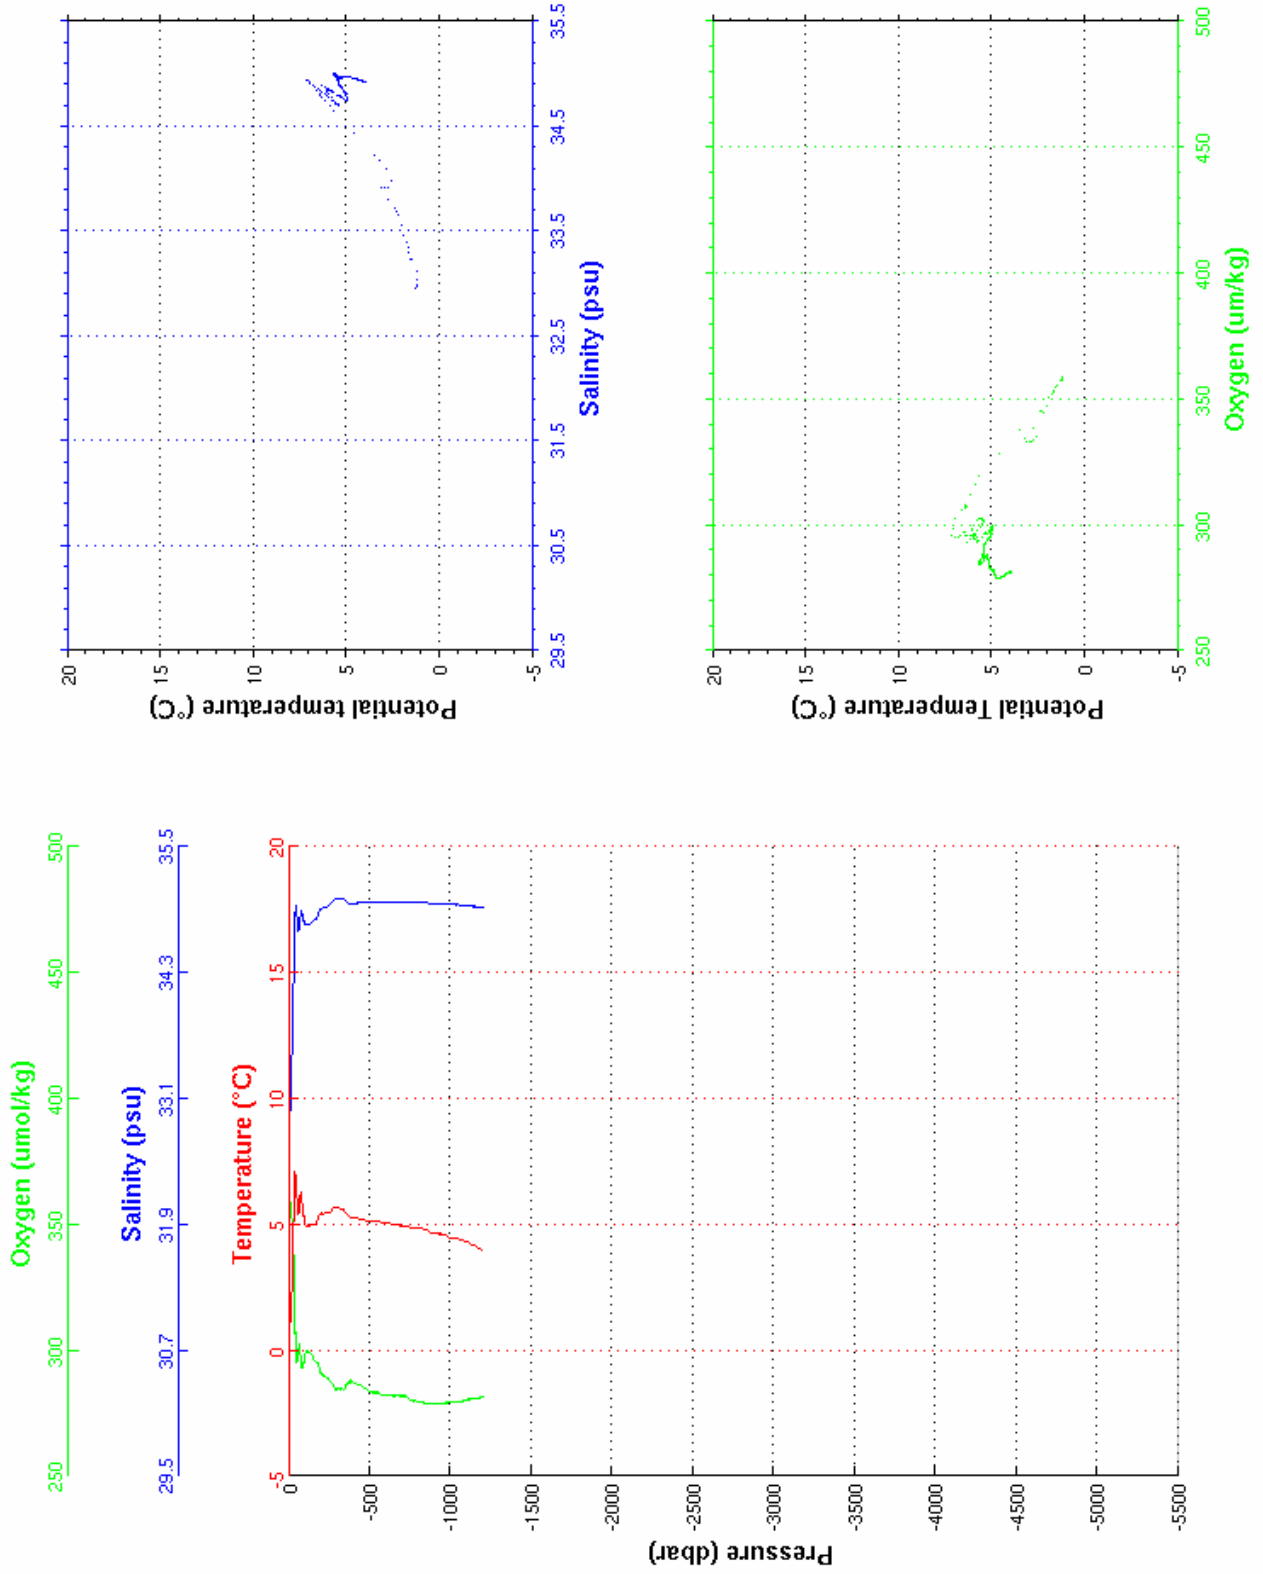 Oxygen (umol/kg)
250 300 350 400 450 500
Salinity (psu)
29.5 30.7 31.9 33.1 34.3 35.5
Temperature (°C)
-5 0 5 10 15 20
Pressure (dbar)
0
-500
-1000
-1500
-2000
-2500
-3000
-3500
-4000
-4500
-5000
-5500
Potential temperature (°C)
20
15
10
5
0
-5
29.5 30.5 31.5 32.5 33.5 34.5 35.5
Salinity (psu)
Potential Temperature (°C)
20
15
10
5
0
-5
250 300 350 400 450 500
Oxygen (um/kg)